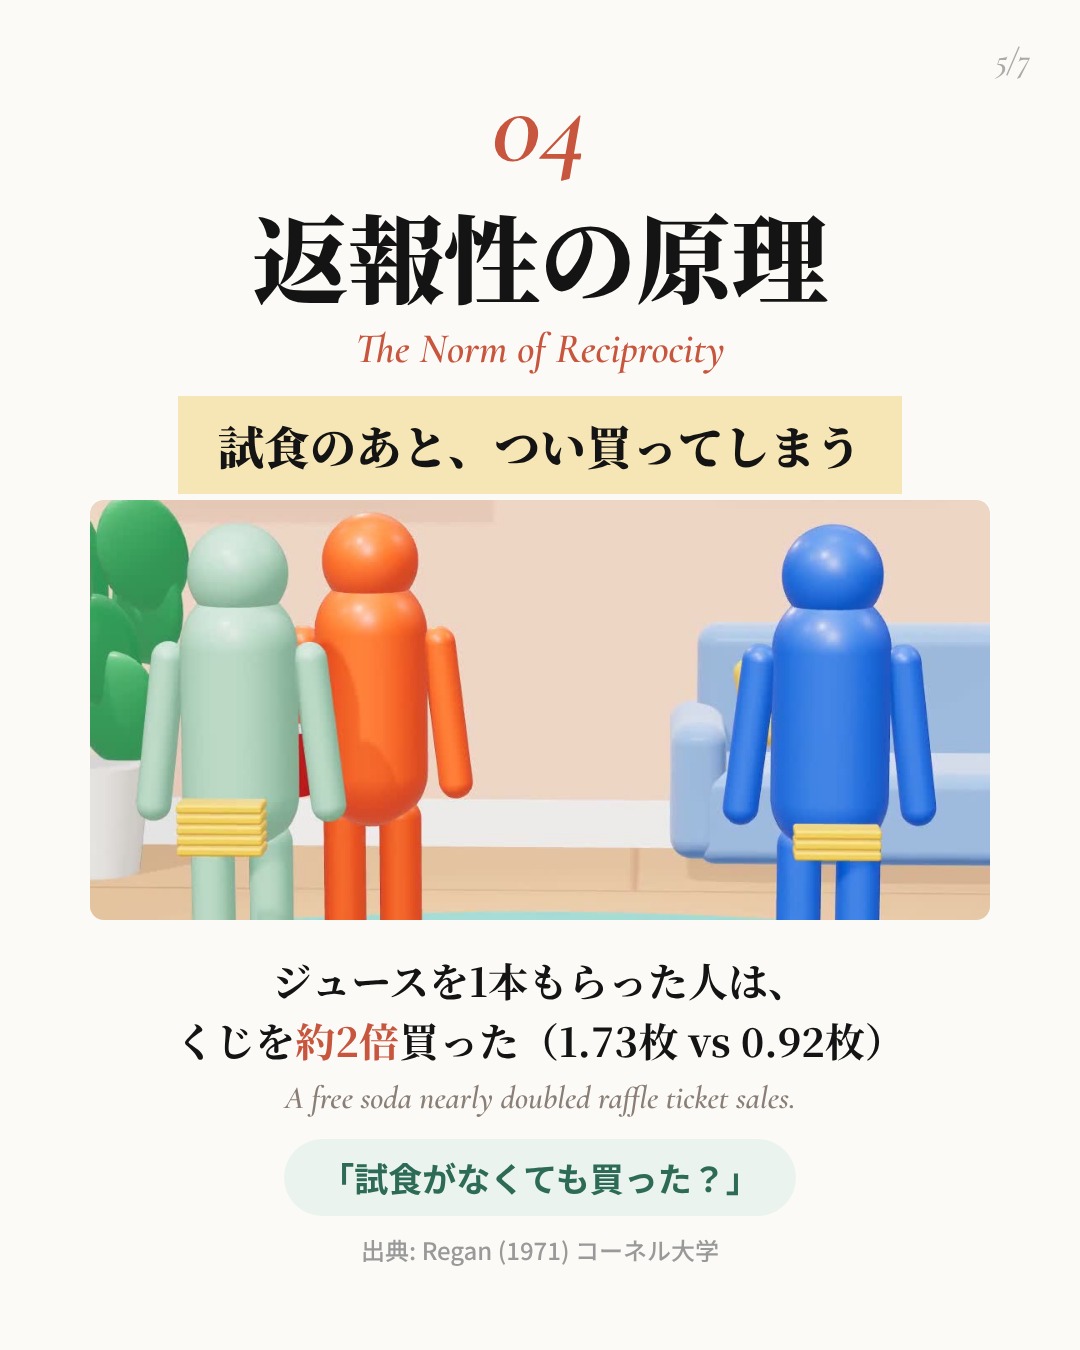 5/7
04
返報性の原理
The Norm of Reciprocity
試食のあと、つい買ってしまう
ジュースを1本もらった人は、
くじを約2倍買った（1.73枚 vs 0.92枚）
A free soda nearly doubled raffle ticket sales.
「試食がなくても買った？」
出典: Regan (1971) コーネル大学